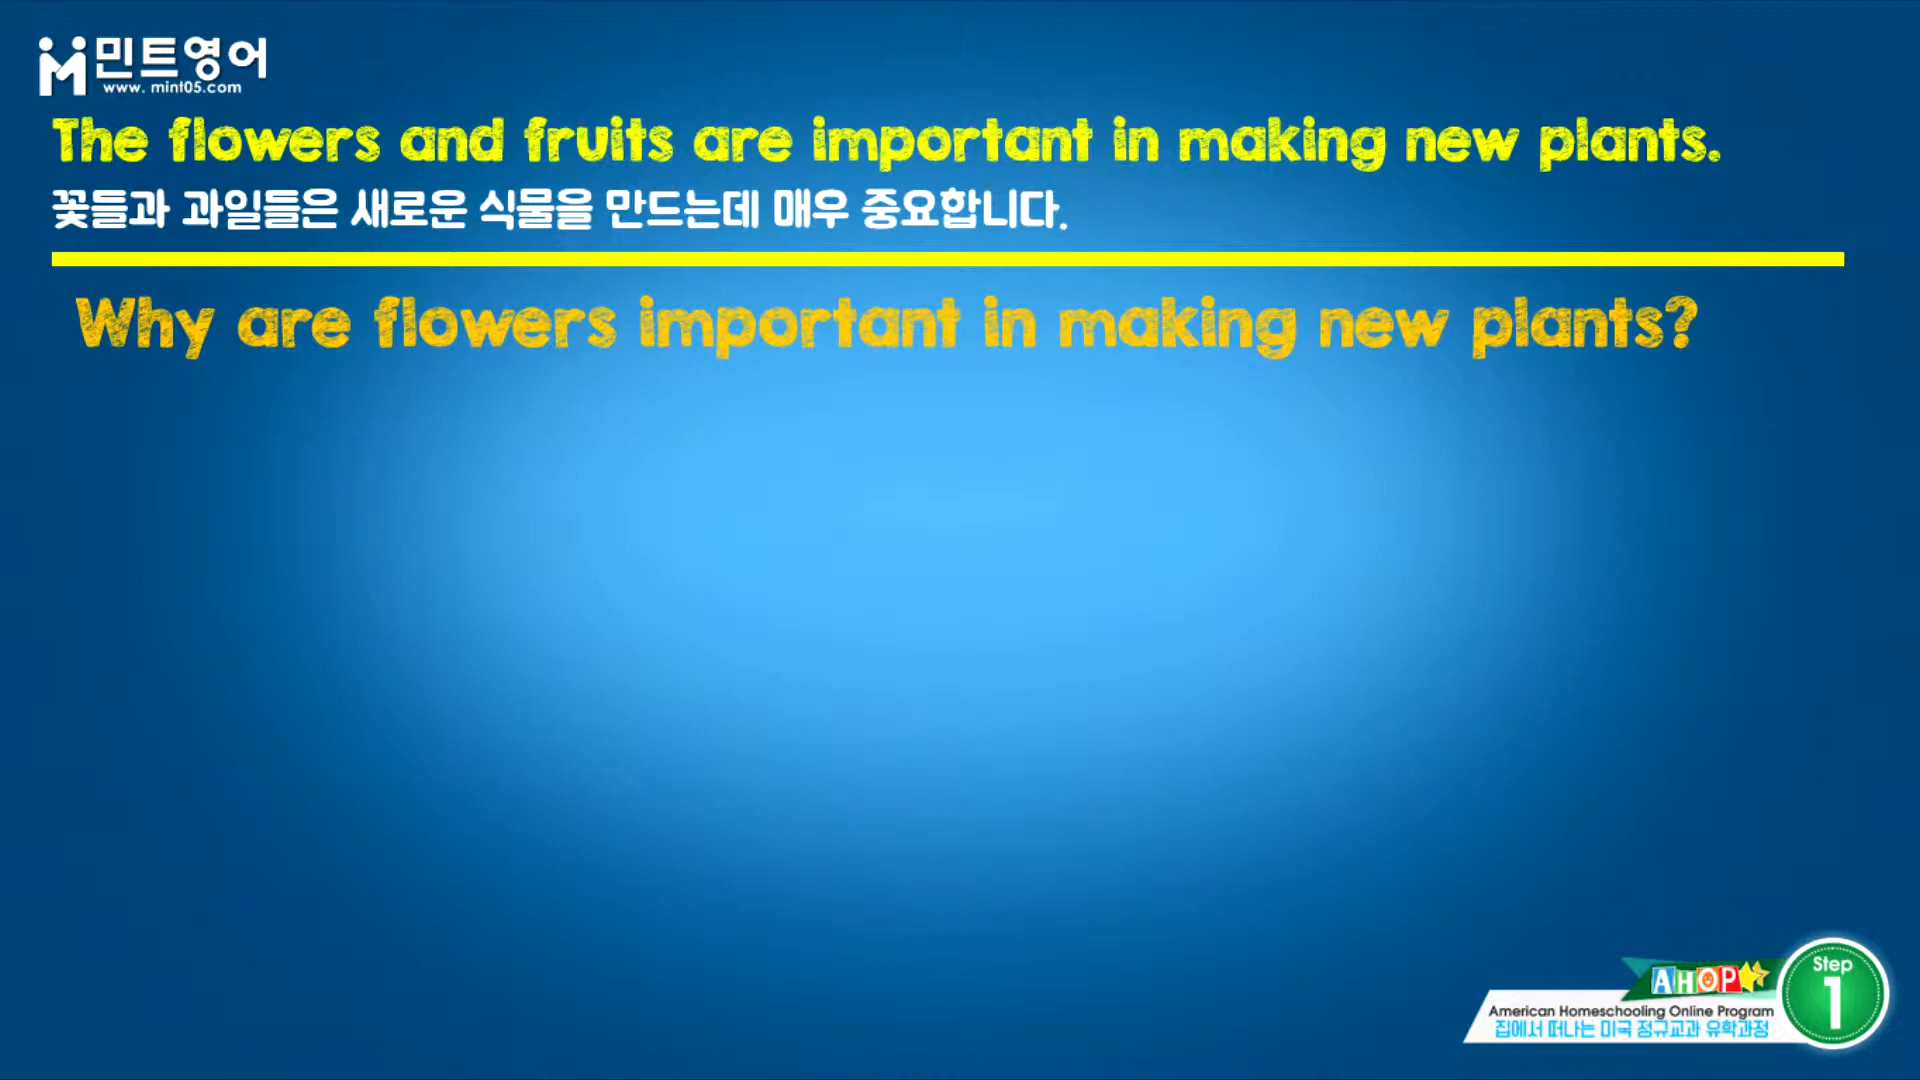 민트영어
www. mint05.com
The flowers and fruits are important in making new plants.
꽃들과 과일들은 새로운 식물을 만드는데 매우 중요합니다.
Why are flowers important in making new plants?
AHOP
Step
1
American Homeschooling Online Program
집에서 떠나는 미국 정규교과 유학과정